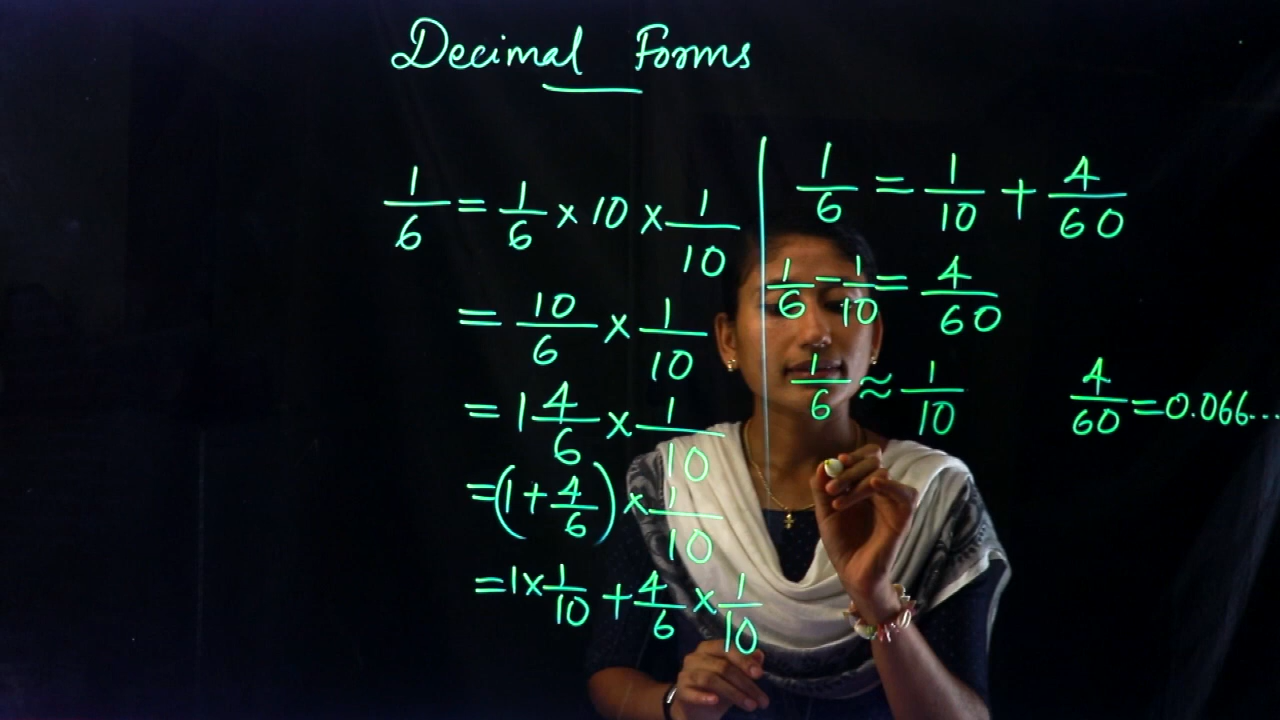 Decimal Forms
1/6 = 1/6 × 10 × 1/10
= 10/6 × 1/10
= 1 4/6 × 1/10
= (1 + 4/6) × 1/10
= 1 × 1/10 + 4/6 × 1/10
1/6 = 1/10 + 4/60
1/6 - 1/10 = 4/60
1/6 ≈ 1/10
4/60 = 0.066...